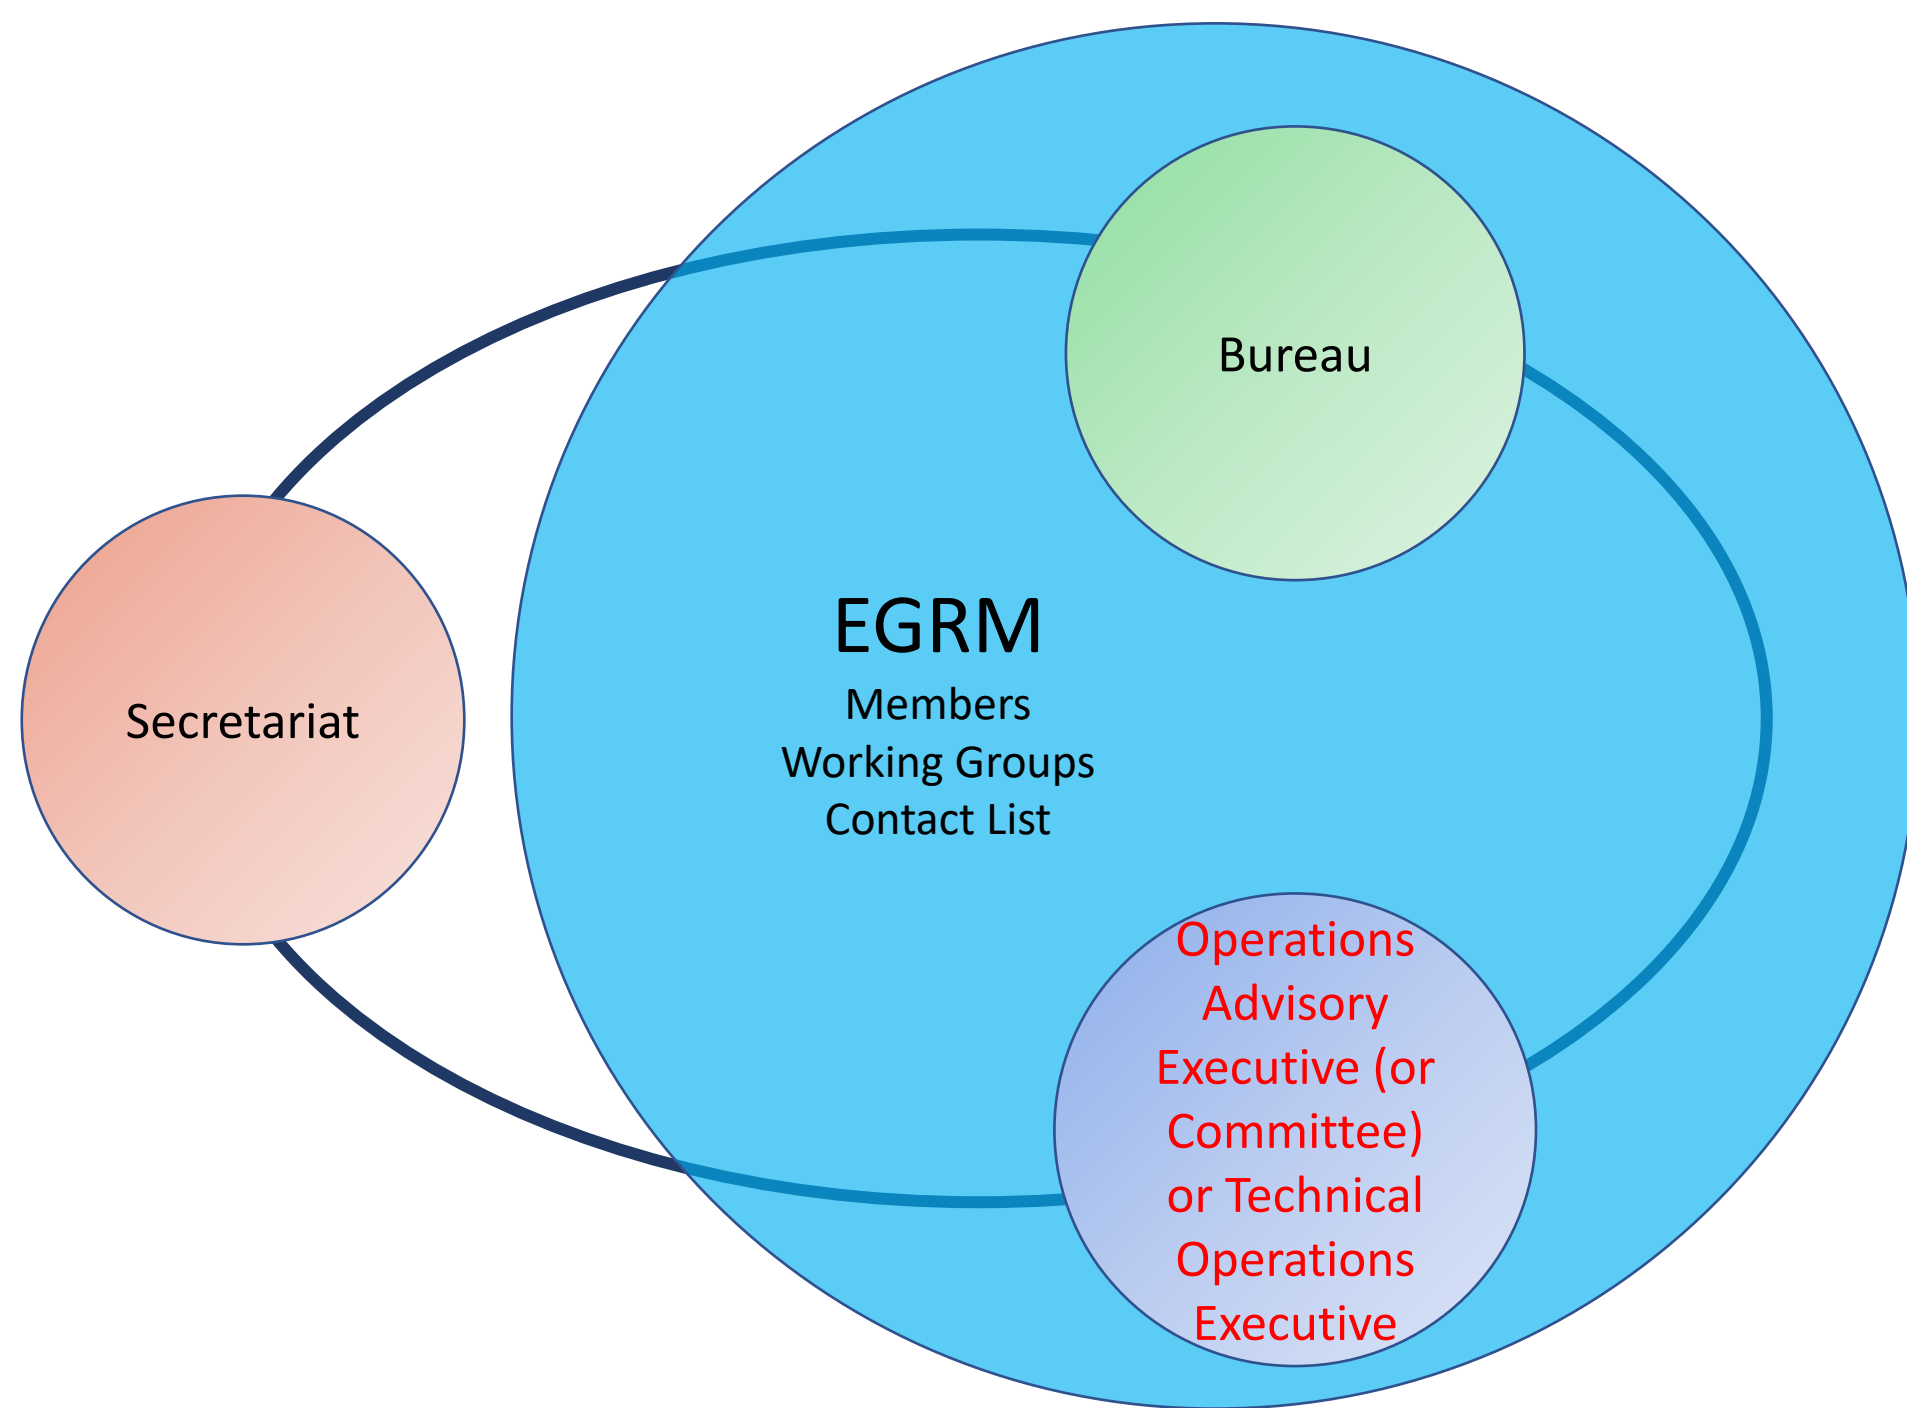 Bureau
EGRM
Members
Working Groups
Contact List
Secretariat
Operations
Advisory
Executive (or
Committee)
or Technical
Operations
Executive